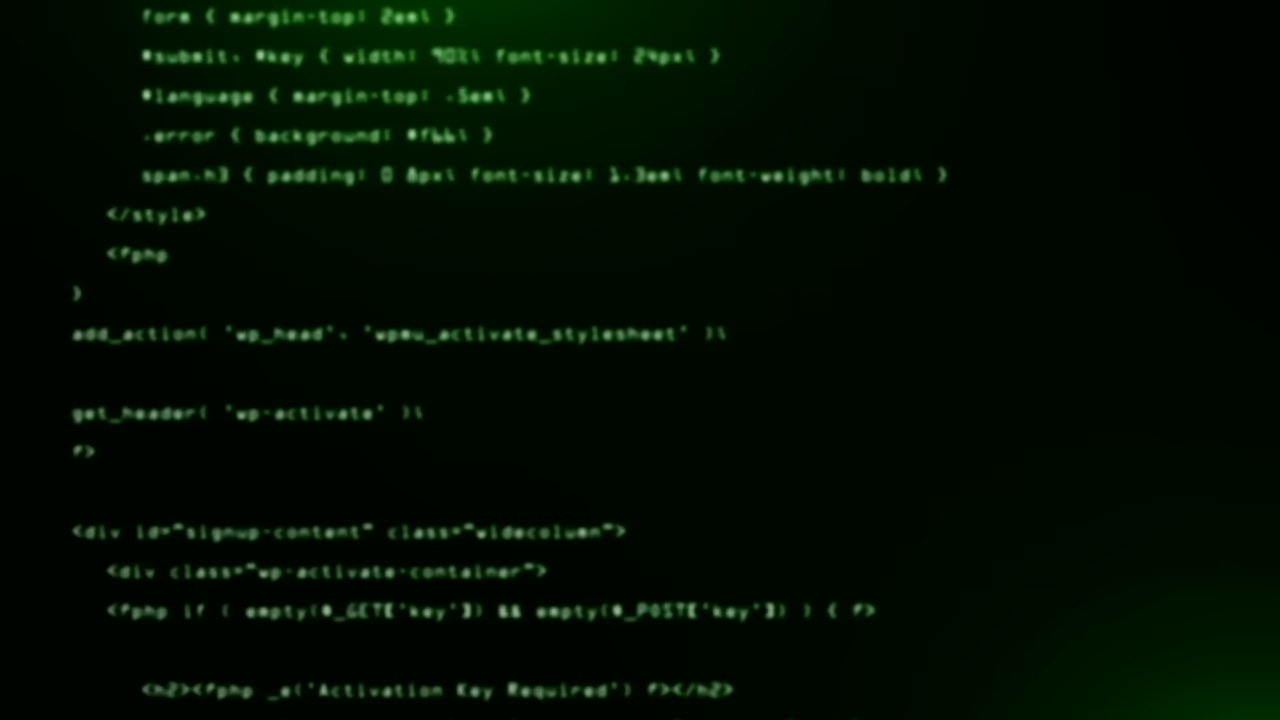 form { margin-top: 2em; }
#submit, #key { width: 90%; font-size: 24px; }
#language { margin-top: .5em; }
.error { background: #f66; }
span.h3 { padding: 0 8px; font-size: 1.3em; font-weight: bold; }
</style>
<?php
}
add_action( 'wp_head', 'wpmu_activate_stylesheet' );
get_header( 'wp-activate' );
?>
<div id="signup-content" class="widecolumn">
<div class="wp-activate-container">
<?php if ( empty($_GET['key']) && empty($_POST['key']) ) { ?>
<h2><?php _e('Activation Key Required') ?></h2>